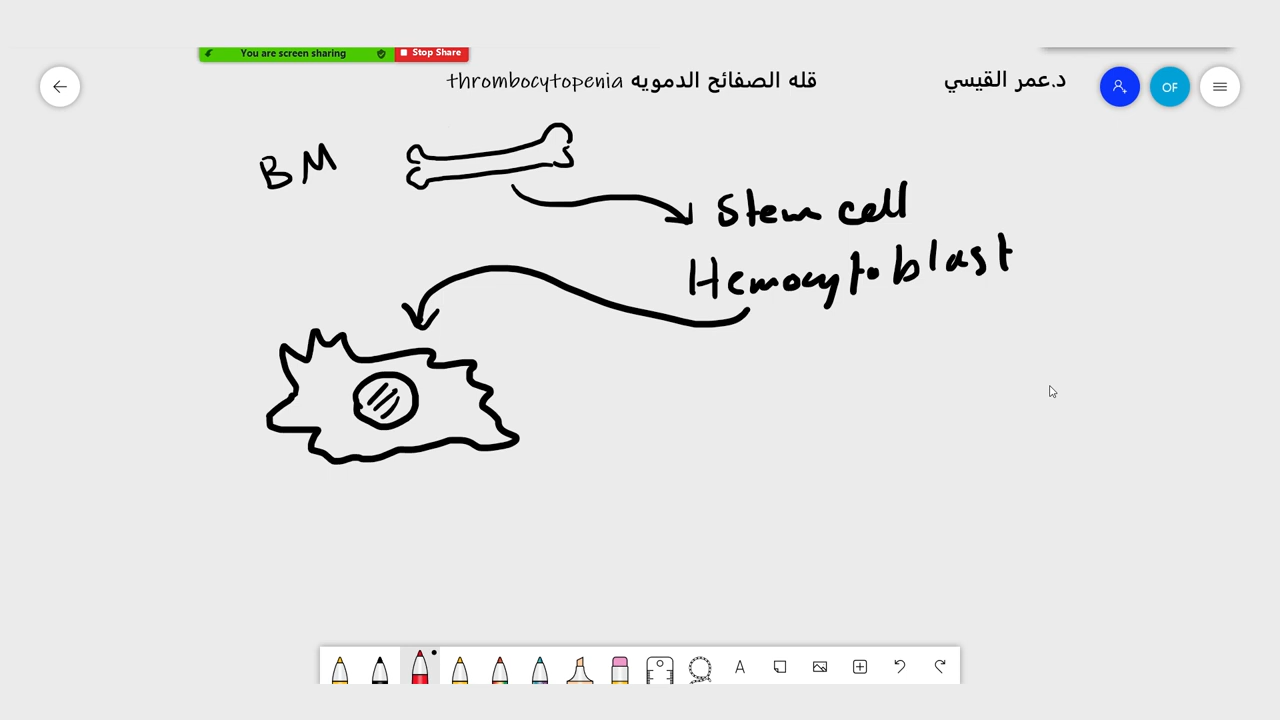 You are screen sharing Stop Share
thrombocytopenia قله الصفائح الدمويه
د.عمر القيسي
OF
BM
Stem cell
Hemocytoblast
A